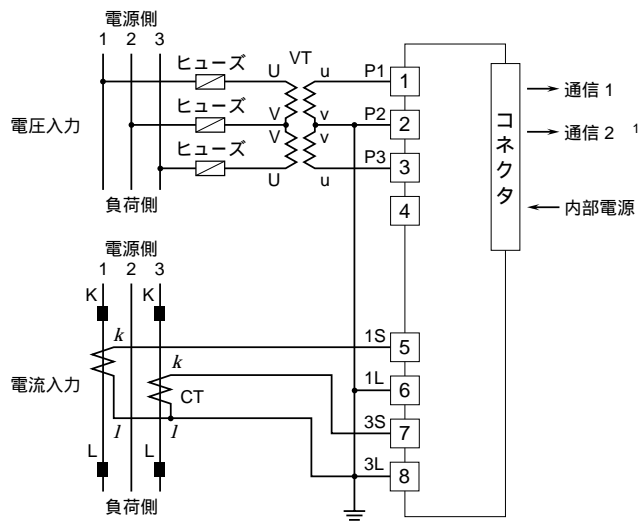 電源側
1 2 3
ヒューズ U VT u P1 1
ヒューズ V v P2 2
電圧入力
ヒューズ V v P3 3
U u
負荷側
4
コネクタ
通信 1
通信 2 1
内部電源
電源側
1 2 3
K K
k 1S 5
電流入力
k 1L 6
CT
l l 3S 7
L L 3L 8
負荷側